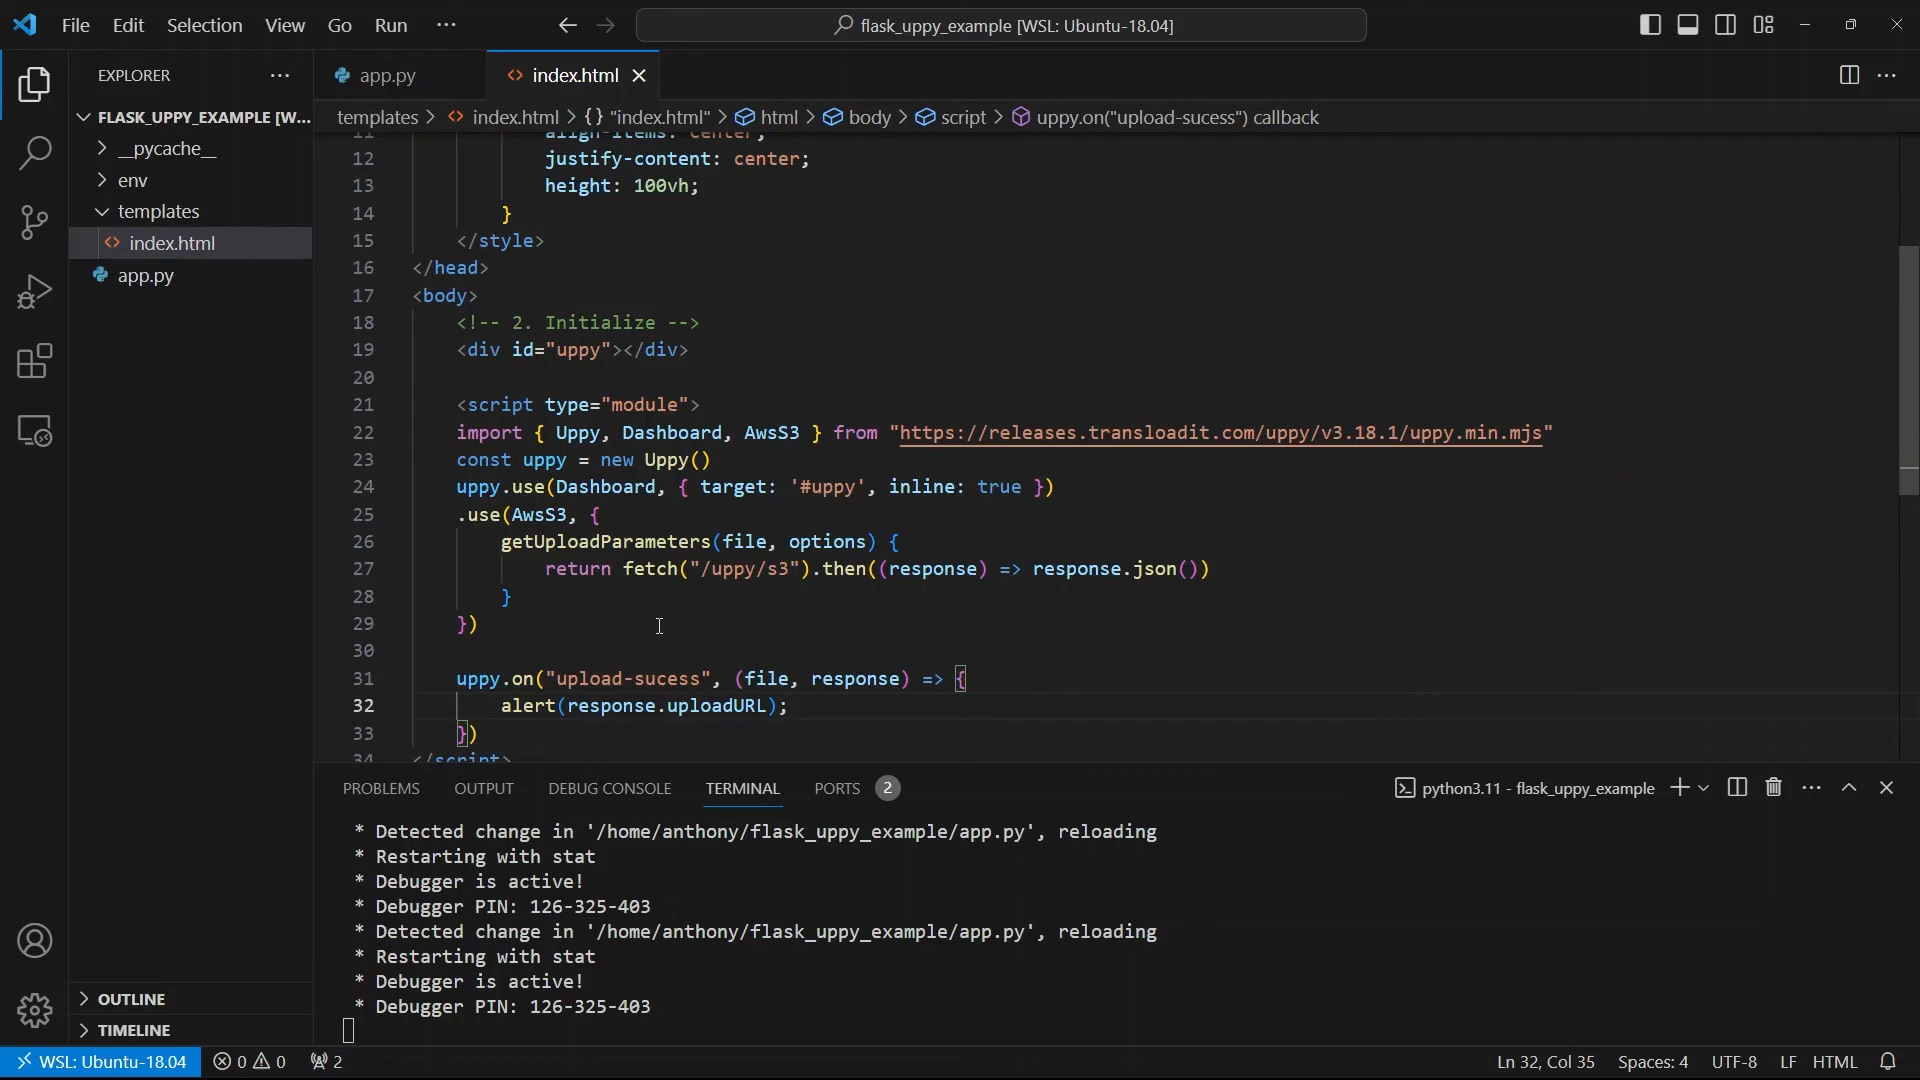 File Edit Selection View Go Run ···
flask_uppy_example [WSL: Ubuntu-18.04]
EXPLORER ···
FLASK_UPPY_EXAMPLE [W...
__pycache__
env
templates
index.html
app.py
OUTLINE
TIMELINE
app.py
index.html
templates > index.html > {} "index.html" > html > body > script > uppy.on("upload-sucess") callback
11 align-items: center;
12 justify-content: center;
13 height: 100vh;
14 }
15 </style>
16 </head>
17 <body>
18 <!-- 2. Initialize -->
19 <div id="uppy"></div>
20
21 <script type="module">
22 import { Uppy, Dashboard, AwsS3 } from "https://releases.transloadit.com/uppy/v3.18.1/uppy.min.mjs"
23 const uppy = new Uppy()
24 uppy.use(Dashboard, { target: '#uppy', inline: true })
25 .use(AwsS3, {
26 getUploadParameters(file, options) {
27 return fetch("/uppy/s3").then((response) => response.json())
28 }
29 })
30
31 uppy.on("upload-sucess", (file, response) => {
32 alert(response.uploadURL);
33 })
34 </script>
PROBLEMS OUTPUT DEBUG CONSOLE TERMINAL PORTS 2
python3.11 - flask_uppy_example
* Detected change in '/home/anthony/flask_uppy_example/app.py', reloading
* Restarting with stat
* Debugger is active!
* Debugger PIN: 126-325-403
* Detected change in '/home/anthony/flask_uppy_example/app.py', reloading
* Restarting with stat
* Debugger is active!
* Debugger PIN: 126-325-403
WSL: Ubuntu-18.04 0 0 2
Ln 32, Col 35 Spaces: 4 UTF-8 LF HTML